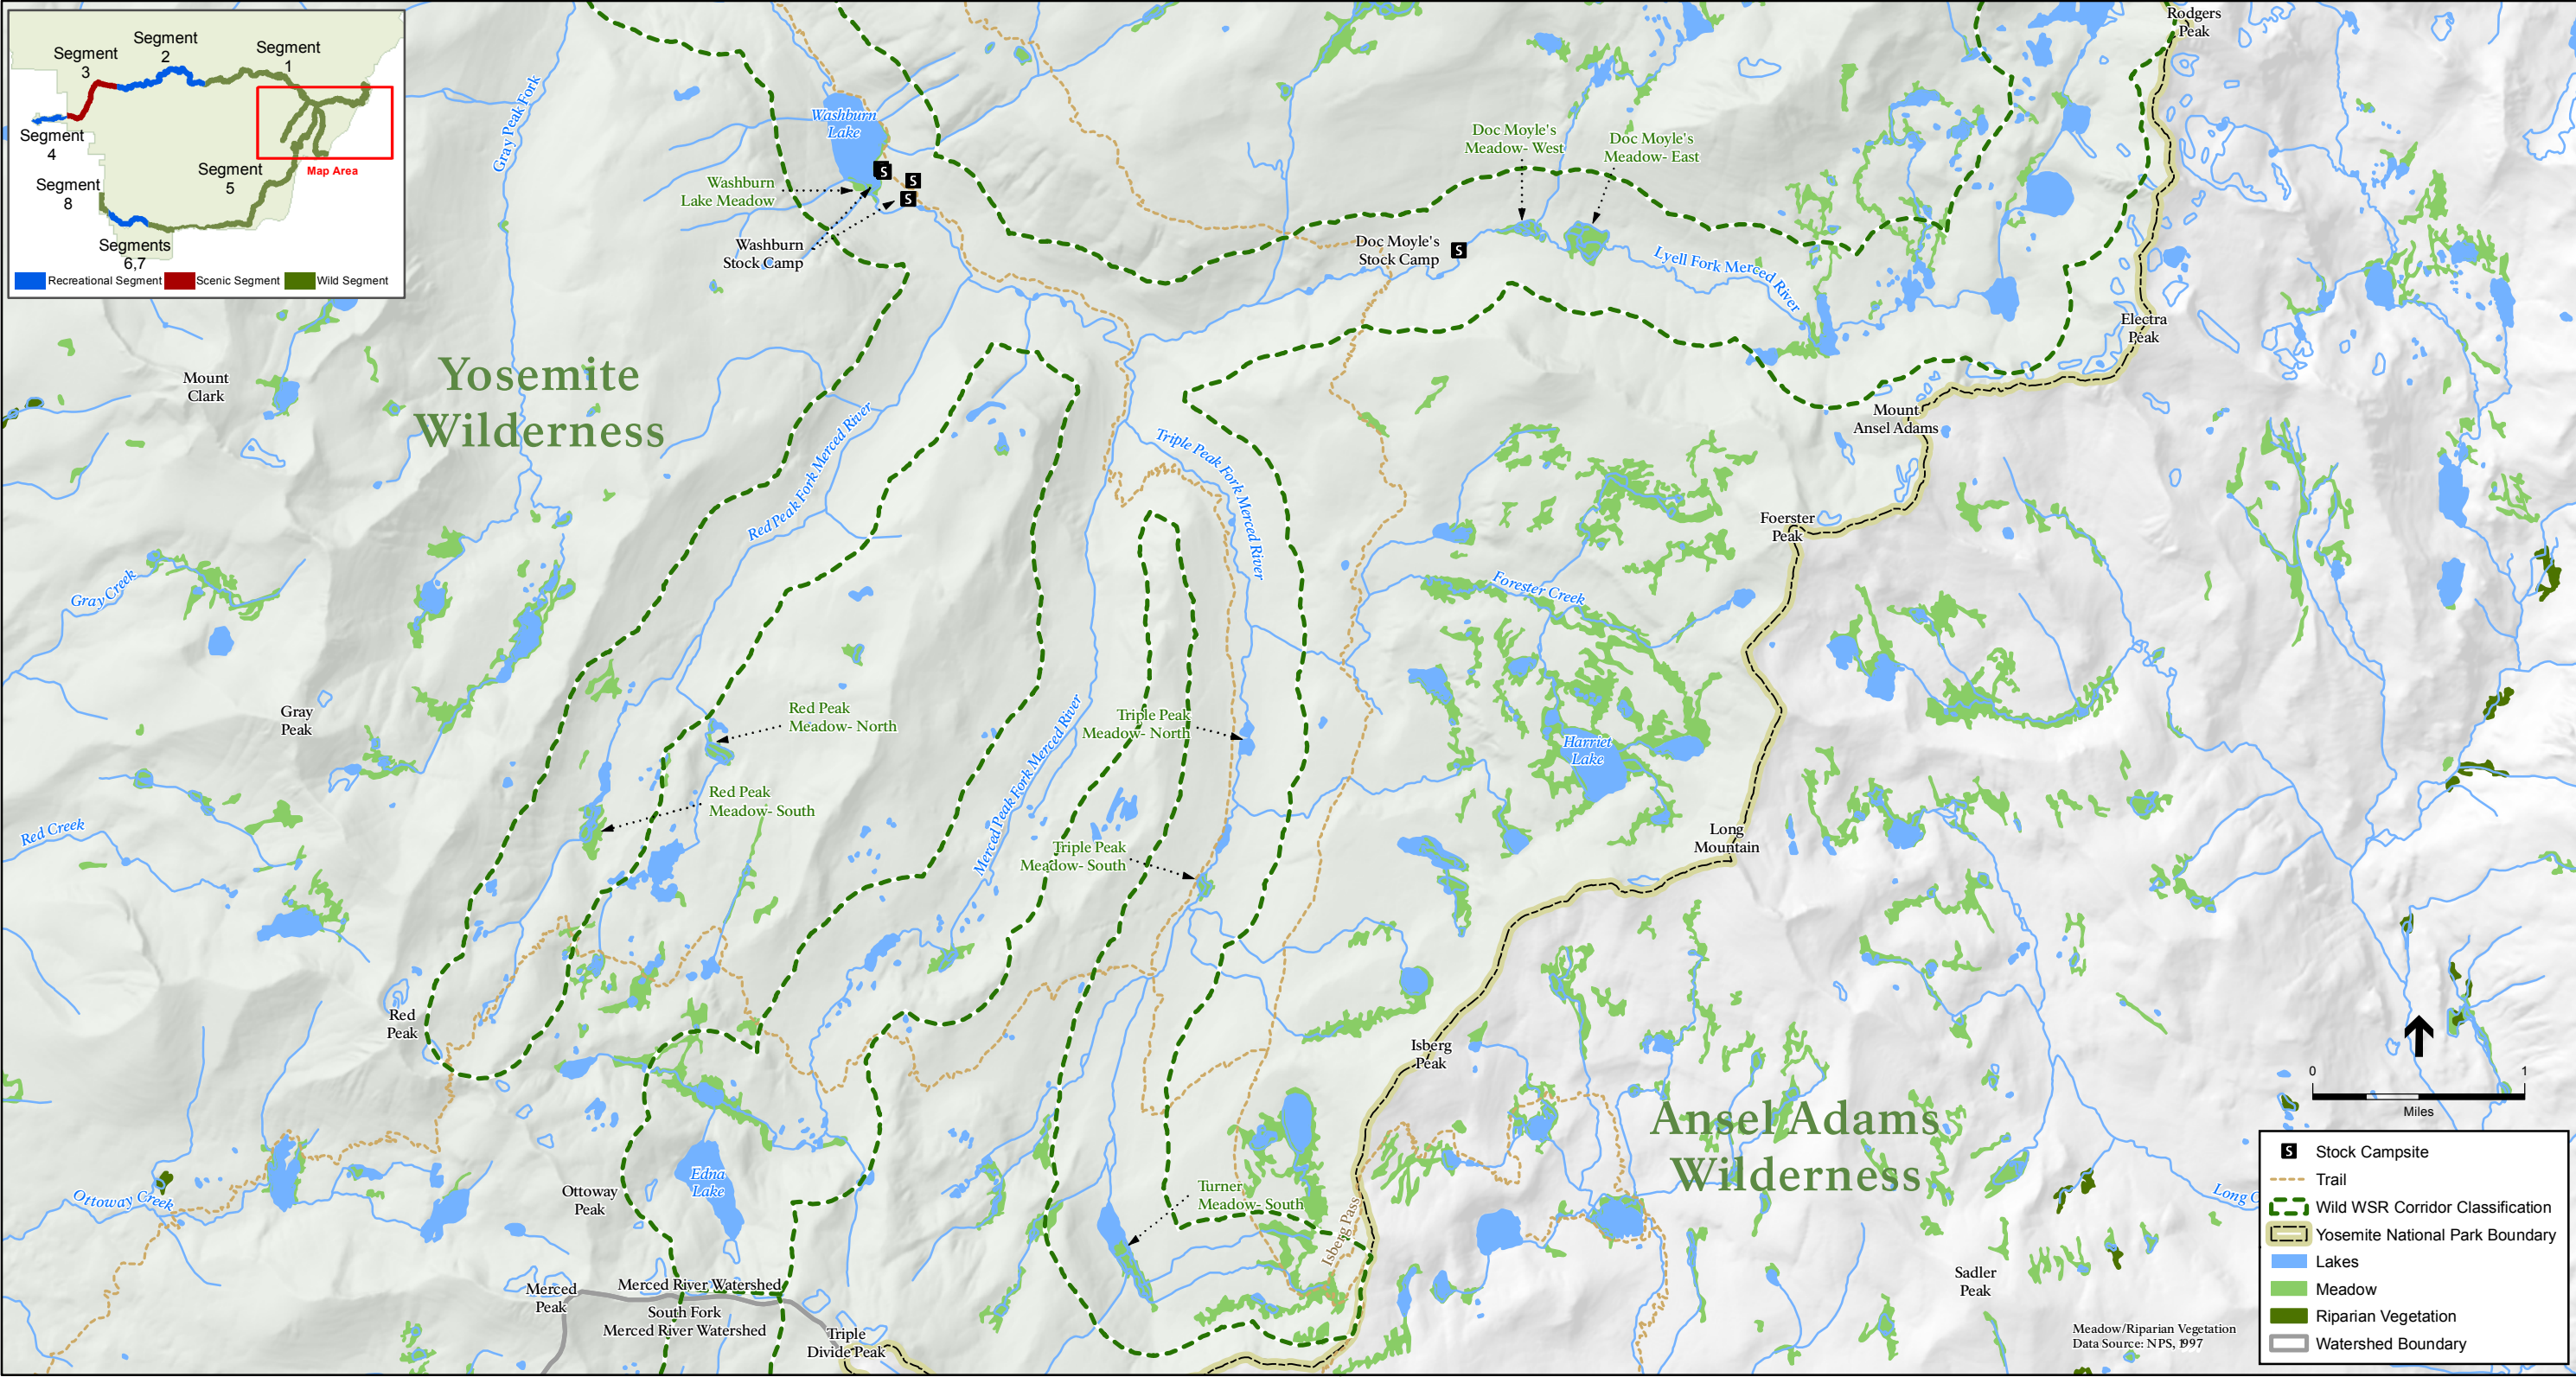 Segment
3
Segment
2
Segment
1
Segment
4
Segment
5
Segment
8
Segments
6,7
Map Area
Recreational Segment
Scenic Segment
Wild Segment
Rodgers
Peak
Gray Peak Fork
Washburn
Lake
Washburn
Lake Meadow
Washburn
Stock Camp
S
S
S
Doc Moyle's
Meadow- West
Doc Moyle's
Meadow- East
Doc Moyle's
Stock Camp
S
Lyell Fork Merced River
Electra
Peak
Mount
Clark
Yosemite
Wilderness
Mount
Ansel Adams
Red Peak Fork Merced River
Triple Peak Fork Merced River
Foerster
Peak
Gray Creek
Forester Creek
Gray
Peak
Red Peak
Meadow- North
Red Peak
Meadow- South
Merced Peak Fork Merced River
Triple Peak
Meadow- North
Triple Peak
Meadow- South
Harriet
Lake
Long
Mountain
Red Creek
Red
Peak
Isberg
Peak
Ansel Adams
Wilderness
Ottoway Creek
Ottoway
Peak
Edna
Lake
Turner
Meadow- South
Isberg Pass
Long C
Merced
Peak
Merced River Watershed
South Fork
Merced River Watershed
Triple
Divide Peak
Sadler
Peak
Meadow/Riparian Vegetation
Data Source: NPS, 1997
0
1
Miles
S
Stock Campsite
Trail
Wild WSR Corridor Classification
Yosemite National Park Boundary
Lakes
Meadow
Riparian Vegetation
Watershed Boundary